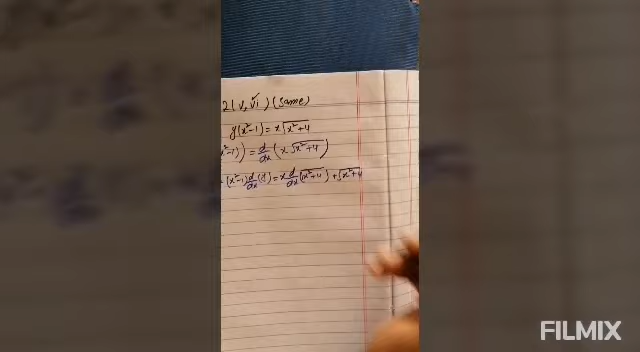 2(v, vi) (same)
y(x²-1) = x√x²+4
x²-1)) = d/dx (x √x²+4)
(x²-1) d/dx (y) = x d/dx (√x²+4) + √x²+4
FILMIX